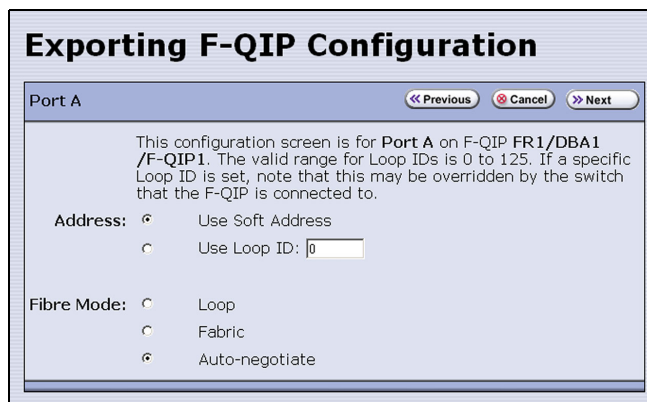 Exporting F-QIP Configuration
Port A
Previous
Cancel
Next
This configuration screen is for Port A on F-QIP FR1/DBA1
/F-QIP1. The valid range for Loop IDs is 0 to 125. If a specific
Loop ID is set, note that this may be overridden by the switch
that the F-QIP is connected to.
Address: Use Soft Address
Use Loop ID: 0
Fibre Mode: Loop
Fabric
Auto-negotiate